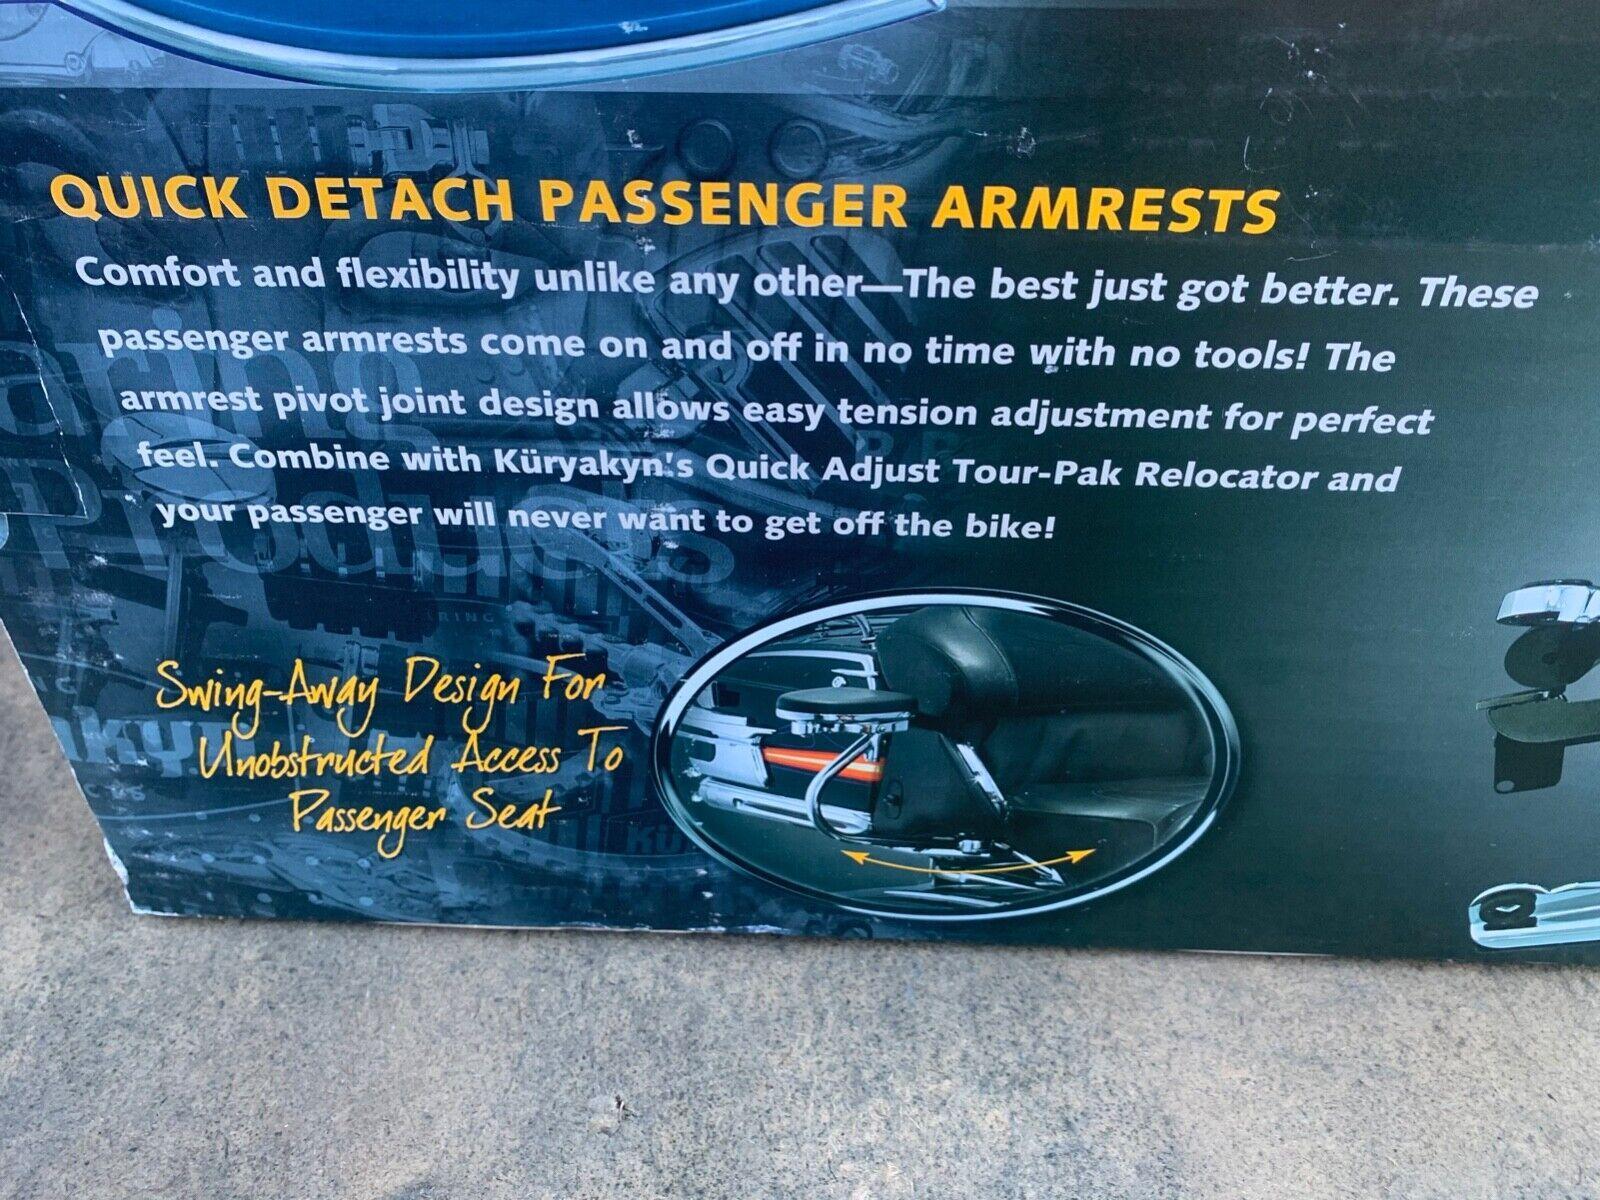 QUICK DETACH PASSENGER ARMRESTS
Comfort and flexibility unlike any other—The best just got better. These
passenger armrests come on and off in no time with no tools! The
armrest pivot joint design allows easy tension adjustment for perfect
feel. Combine with Küryakyn's Quick Adjust Tour-Pak Relocator and
your passenger will never want to get off the bike!
Swing-Away Design For
Unobstructed Access To
Passenger Seat
aring
Products